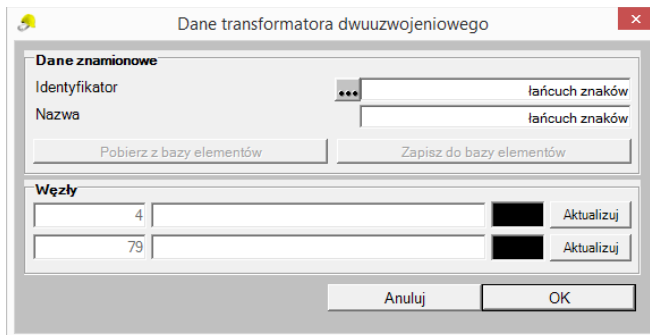 Dane transformatora dwuuzwojeniowego
Dane znamionowe
Identyfikator ... łańcuch znaków
Nazwa łańcuch znaków
Pobierz z bazy elementów Zapisz do bazy elementów
Węzły
4 Aktualizuj
79 Aktualizuj
Anuluj OK